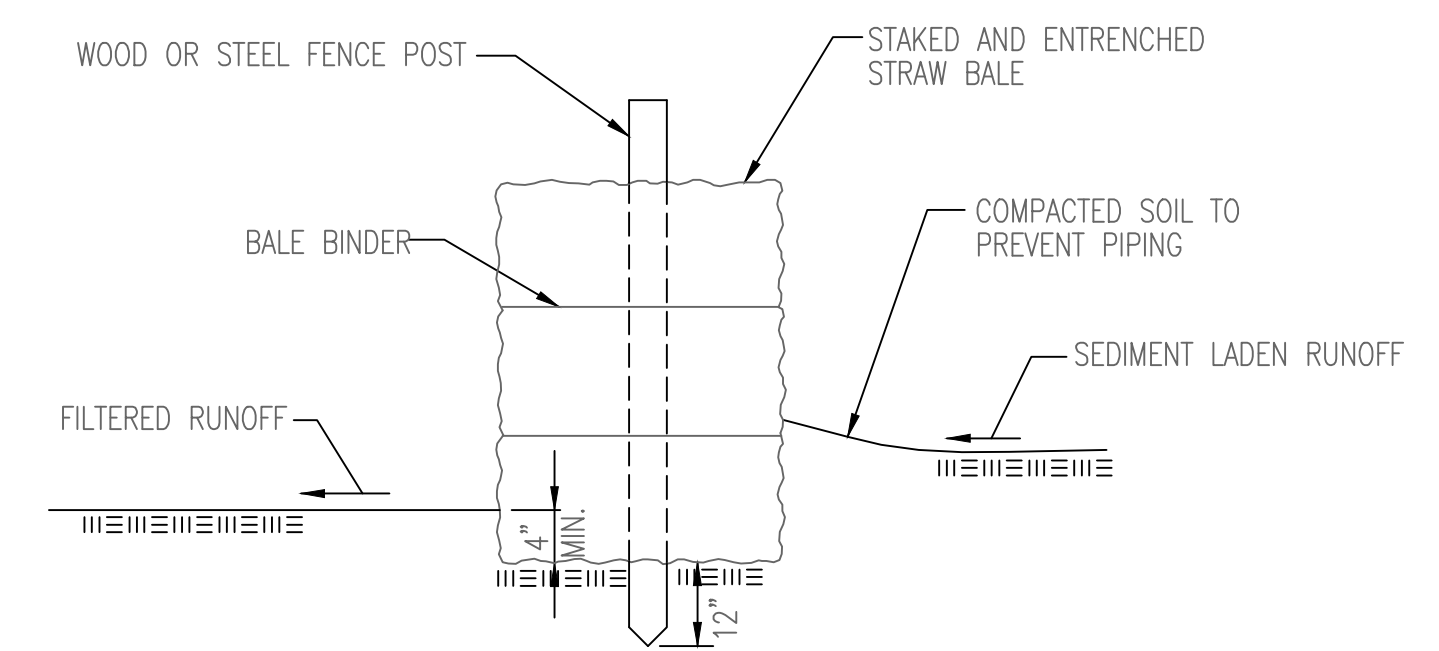 WOOD OR STEEL FENCE POST
STAKED AND ENTRENCHED
STRAW BALE
BALE BINDER
COMPACTED SOIL TO
PREVENT PIPING
SEDIMENT LADEN RUNOFF
FILTERED RUNOFF
4"
MIN.
12"